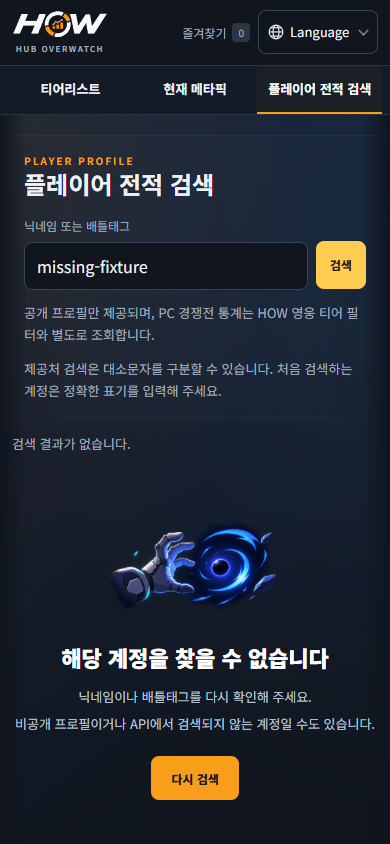 HOW
HUB OVERWATCH
즐겨찾기 0
Language
티어리스트 현재 메타픽 플레이어 전적 검색
PLAYER PROFILE
플레이어 전적 검색
닉네임 또는 배틀태그
missing-fixture 검색
공개 프로필만 제공되며, PC 경쟁전 통계는 HOW 영웅 티어 필
터와 별도로 조회합니다.
제공처 검색은 대소문자를 구분할 수 있습니다. 처음 검색하는
계정은 정확한 표기를 입력해 주세요.
검색 결과가 없습니다.
해당 계정을 찾을 수 없습니다
닉네임이나 배틀태그를 다시 확인해 주세요.
비공개 프로필이거나 API에서 검색되지 않는 계정일 수도 있습니다.
다시 검색